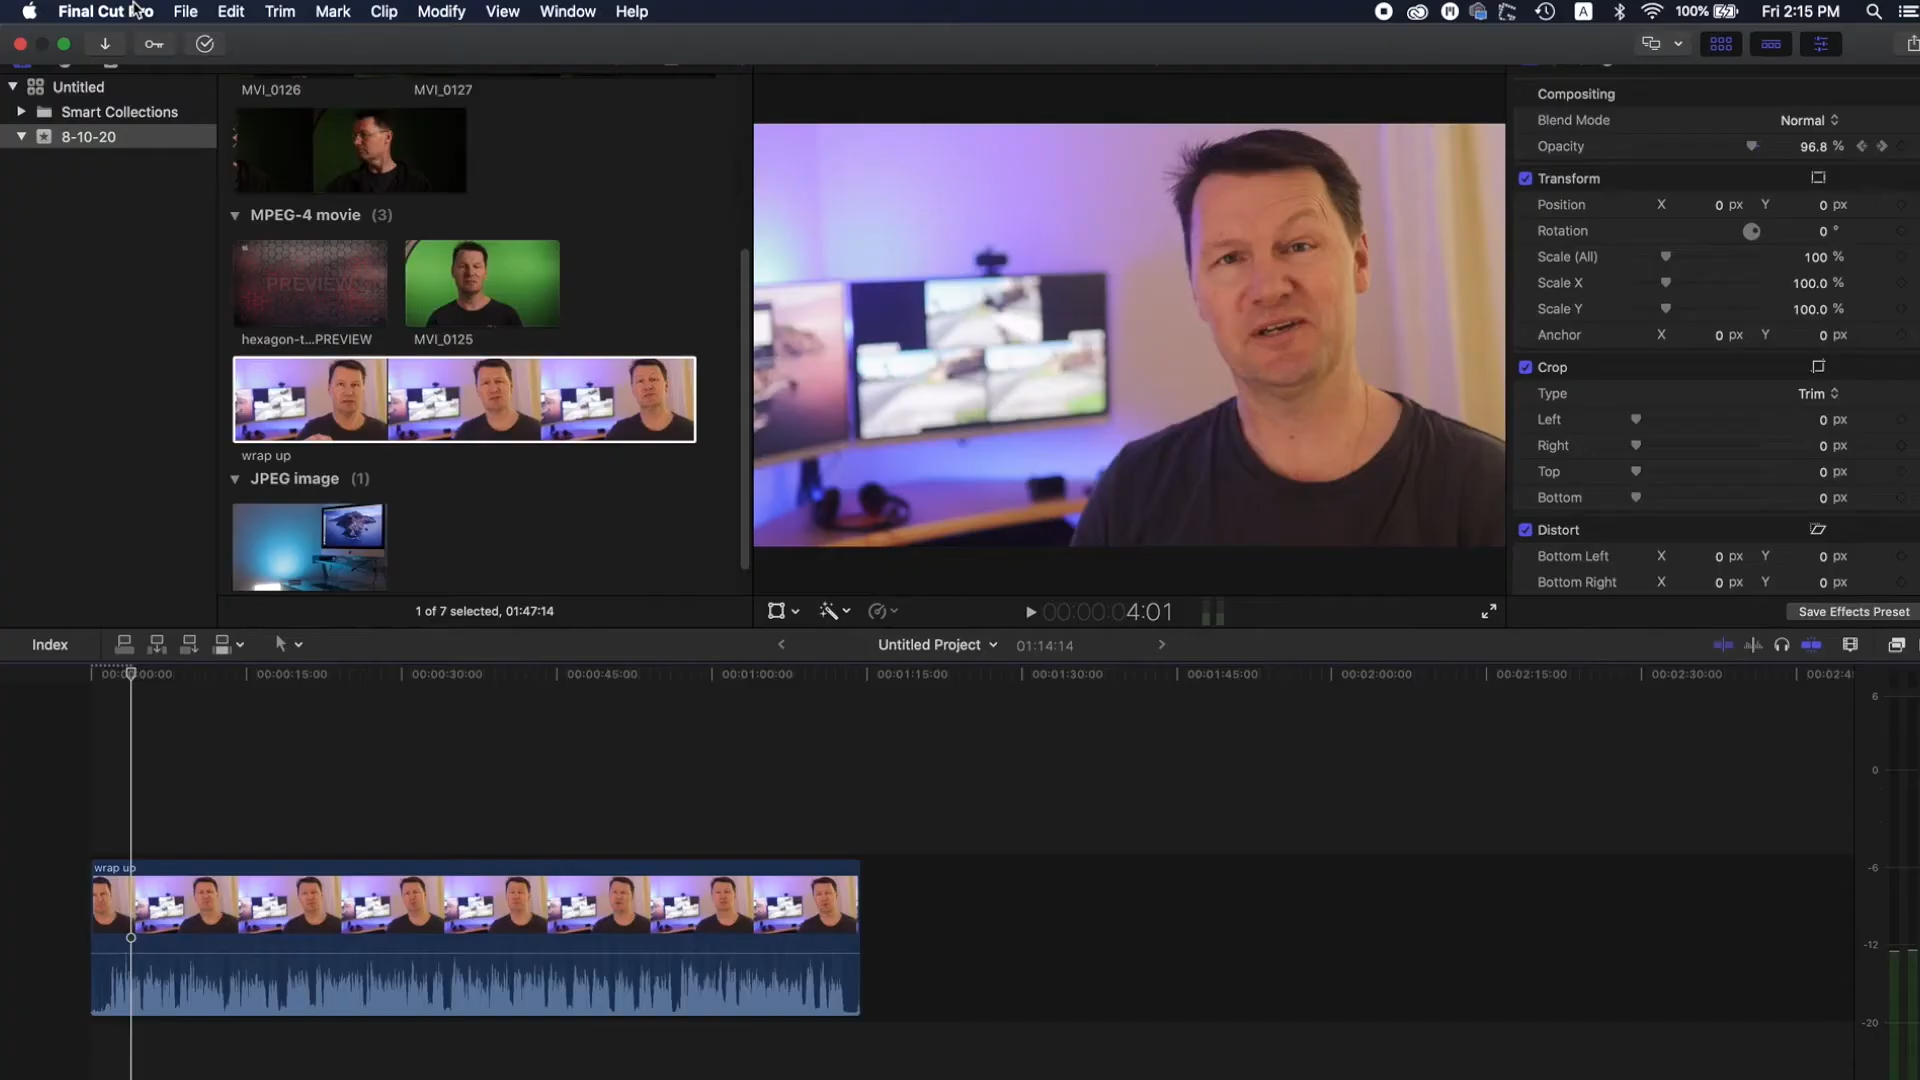 Final Cut Pro File Edit Trim Mark Clip Modify View Window Help A 100% Fri 2:15 PM
Untitled
Smart Collections
8-10-20
MVI_0126 MVI_0127
MPEG-4 movie (3)
PREVIEW
hexagon-t...PREVIEW MVI_0125
wrap up
JPEG image (1)
1 of 7 selected, 01:47:14
00:00:04:01
Compositing
Blend Mode Normal
Opacity 96.8 %
Transform
Position X 0 px Y 0 px
Rotation 0 °
Scale (All) 100 %
Scale X 100.0 %
Scale Y 100.0 %
Anchor X 0 px Y 0 px
Crop
Type Trim
Left 0 px
Right 0 px
Top 0 px
Bottom 0 px
Distort
Bottom Left X 0 px Y 0 px
Bottom Right X 0 px Y 0 px
Save Effects Preset
Index Untitled Project 01:14:14
00:00:15:00 00:00:30:00 00:00:45:00 00:01:00:00 00:01:15:00 00:01:30:00 00:01:45:00 00:02:00:00 00:02:15:00 00:02:30:00
6
0
-6
-12
-20
wrap up